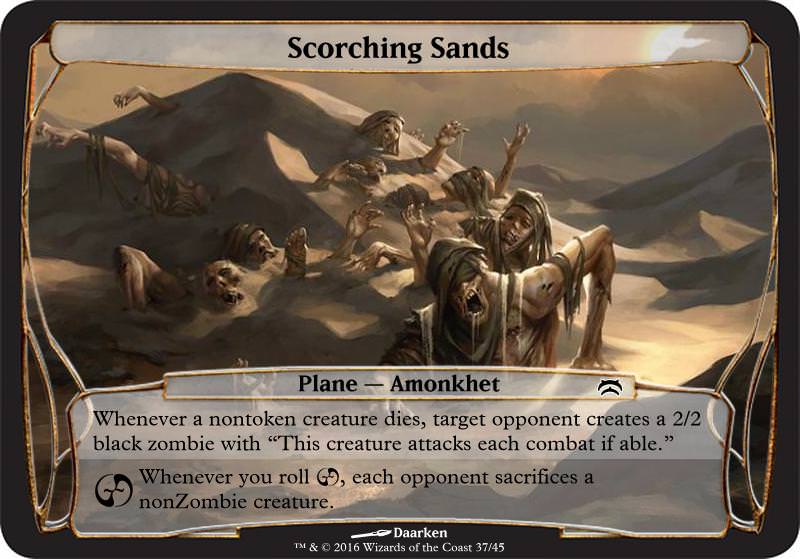 Scorching Sands
Plane — Amonkhet
Whenever a nontoken creature dies, target opponent creates a 2/2
black zombie with “This creature attacks each combat if able.”
Whenever you roll , each opponent sacrifices a
nonZombie creature.
Daarken
™ & © 2016 Wizards of the Coast 37/45